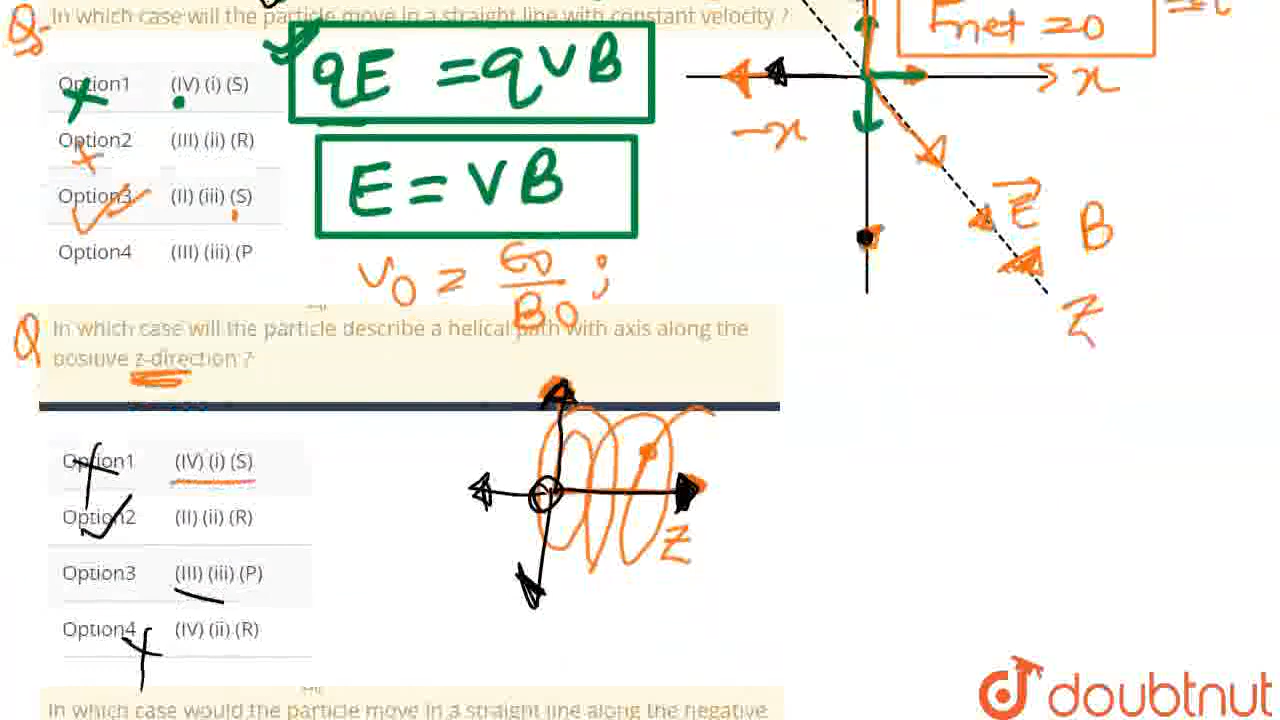 Q
In which case will the particle move in a straight line with constant velocity ?
Fnet = 0
Option1 (IV) (i) (S)
Option2 (III) (ii) (R)
Option3 (II) (iii) (S)
Option4 (III) (iii) (P
qE = qVB
E = VB
x
-x
E
B
Z
Q In which case will the particle describe a helical path with axis along the
positive z-direction ?
Option1 (IV) (i) (S)
Option2 (II) (ii) (R)
Option3 (III) (iii) (P)
Option4 (IV) (ii) (R)
Z
In which case would the particle move in a straight line along the negative
doubtnut